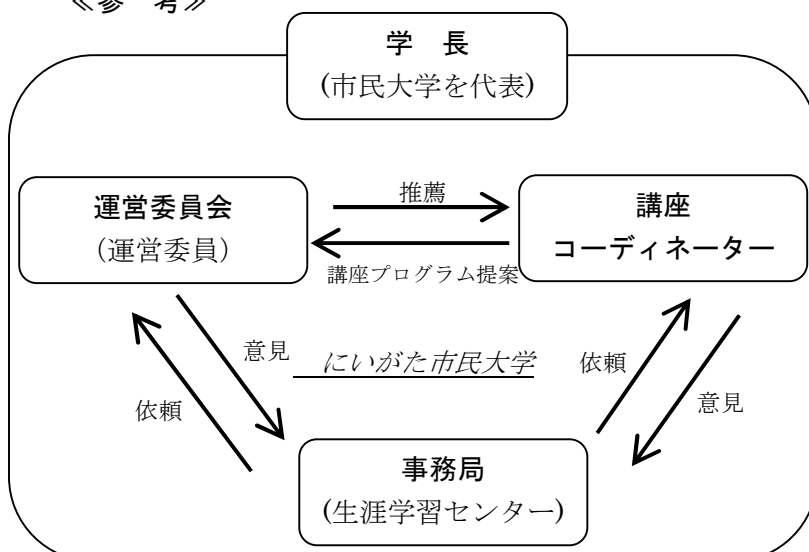 ≪参　考≫
学　長
(市民大学を代表)
運営委員会
(運営委員)
推薦
講座プログラム提案
講座
コーディネーター
意見
依頼
にいがた市民大学
依頼
意見
事務局
(生涯学習センター)